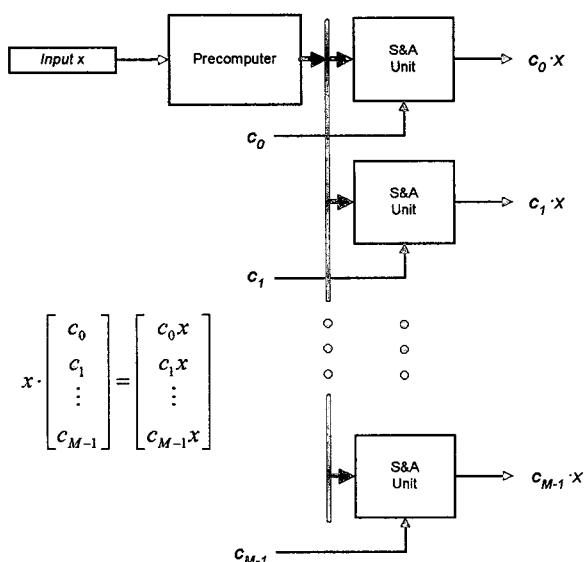 Input x
Precomputer
S&A
Unit
c0·x
c0
S&A
Unit
c1·x
c1
x · [ c0 c1 ⋮ cM-1 ] = [ c0x c1x ⋮ cM-1x ]
S&A
Unit
cM-1·x
cM-1